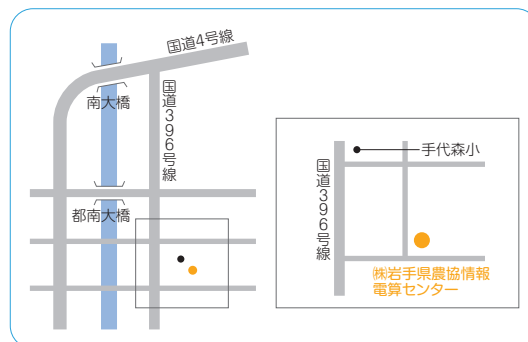 国道4号線
南大橋
国道396号線
都南大橋
手代森小
国道396号線
㈱岩手県農協情報
電算センター